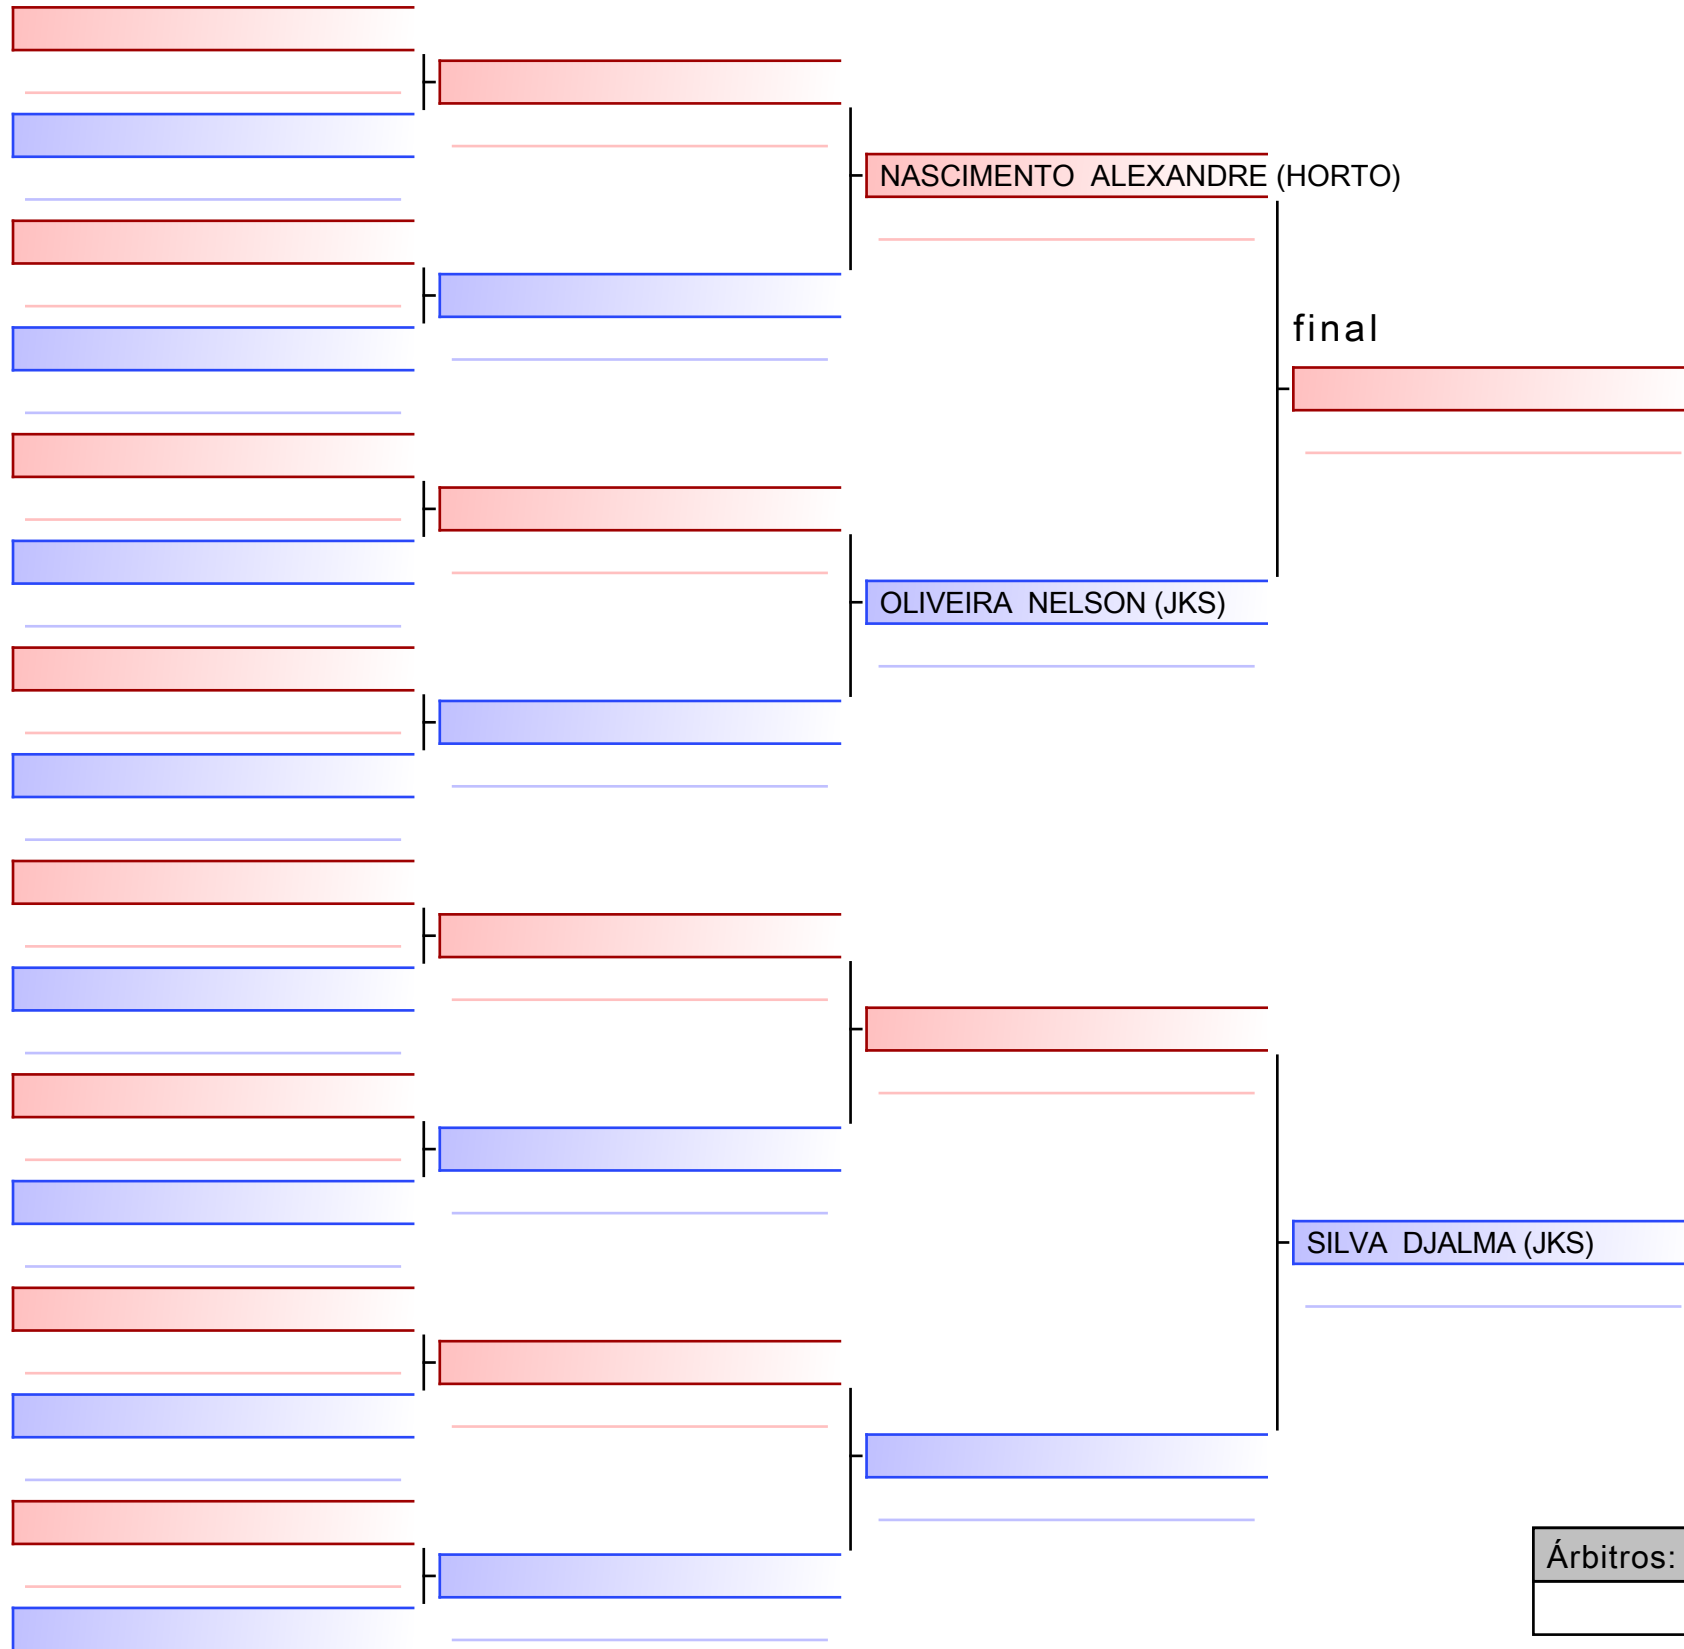 NASCIMENTO  ALEXANDRE (HORTO)
final
OLIVEIRA  NELSON (JKS)
SILVA  DJALMA (JKS)
Árbitros: